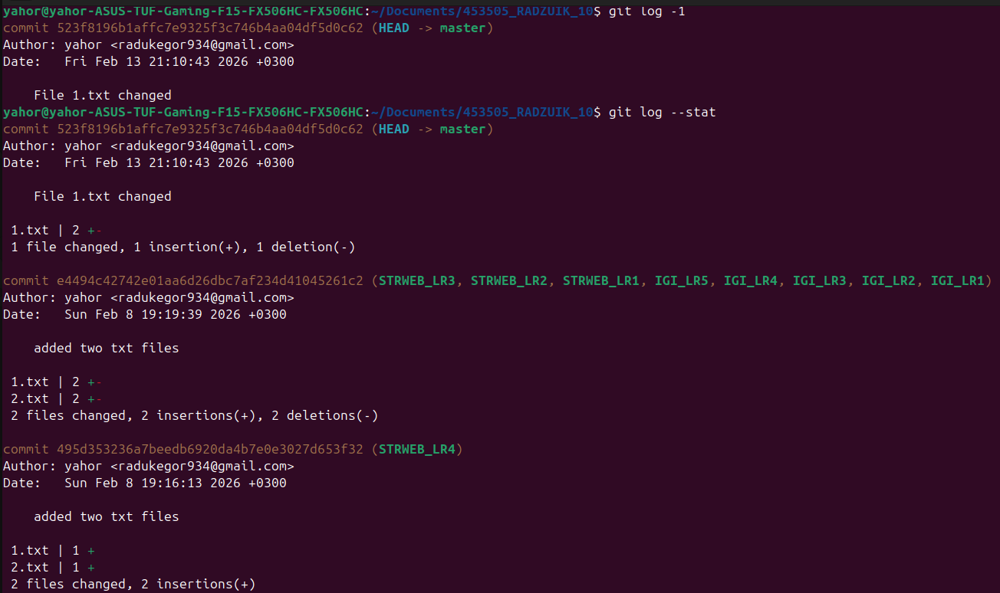 yahor@yahor-ASUS-TUF-Gaming-F15-FX506HC-FX506HC:~/Documents/453505_RADZUIK_10$ git log -1
commit 523f8196b1affc7e9325f3c746b4aa04df5d0c62 (HEAD -> master)
Author: yahor <radukegor934@gmail.com>
Date:   Fri Feb 13 21:10:43 2026 +0300

    File 1.txt changed
yahor@yahor-ASUS-TUF-Gaming-F15-FX506HC-FX506HC:~/Documents/453505_RADZUIK_10$ git log --stat
commit 523f8196b1affc7e9325f3c746b4aa04df5d0c62 (HEAD -> master)
Author: yahor <radukegor934@gmail.com>
Date:   Fri Feb 13 21:10:43 2026 +0300

    File 1.txt changed

 1.txt | 2 +-
 1 file changed, 1 insertion(+), 1 deletion(-)

commit e4494c42742e01aa6d26dbc7af234d41045261c2 (STRWEB_LR3, STRWEB_LR2, STRWEB_LR1, IGI_LR5, IGI_LR4, IGI_LR3, IGI_LR2, IGI_LR1)
Author: yahor <radukegor934@gmail.com>
Date:   Sun Feb 8 19:19:39 2026 +0300

    added two txt files

 1.txt | 2 +-
 2.txt | 2 +-
 2 files changed, 2 insertions(+), 2 deletions(-)

commit 495d353236a7beedb6920da4b7e0e3027d653f32 (STRWEB_LR4)
Author: yahor <radukegor934@gmail.com>
Date:   Sun Feb 8 19:16:13 2026 +0300

    added two txt files

 1.txt | 1 +
 2.txt | 1 +
 2 files changed, 2 insertions(+)